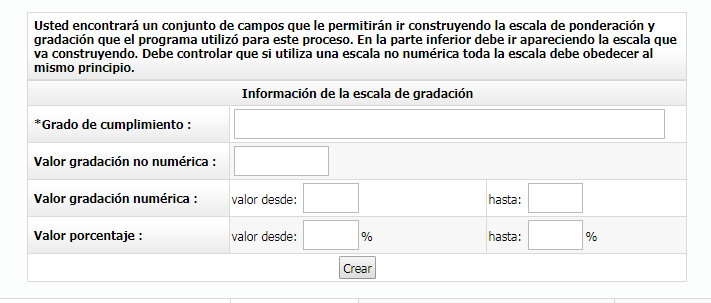 Usted encontrará un conjunto de campos que le permitirán ir construyendo la escala de ponderación y
gradación que el programa utilizó para este proceso. En la parte inferior debe ir apareciendo la escala que
va construyendo. Debe controlar que si utiliza una escala no numérica toda la escala debe obedecer al
mismo principio.
Información de la escala de gradación
*Grado de cumplimiento :
Valor gradación no numérica :
Valor gradación numérica : valor desde: hasta:
Valor porcentaje : valor desde: % hasta: %
Crear